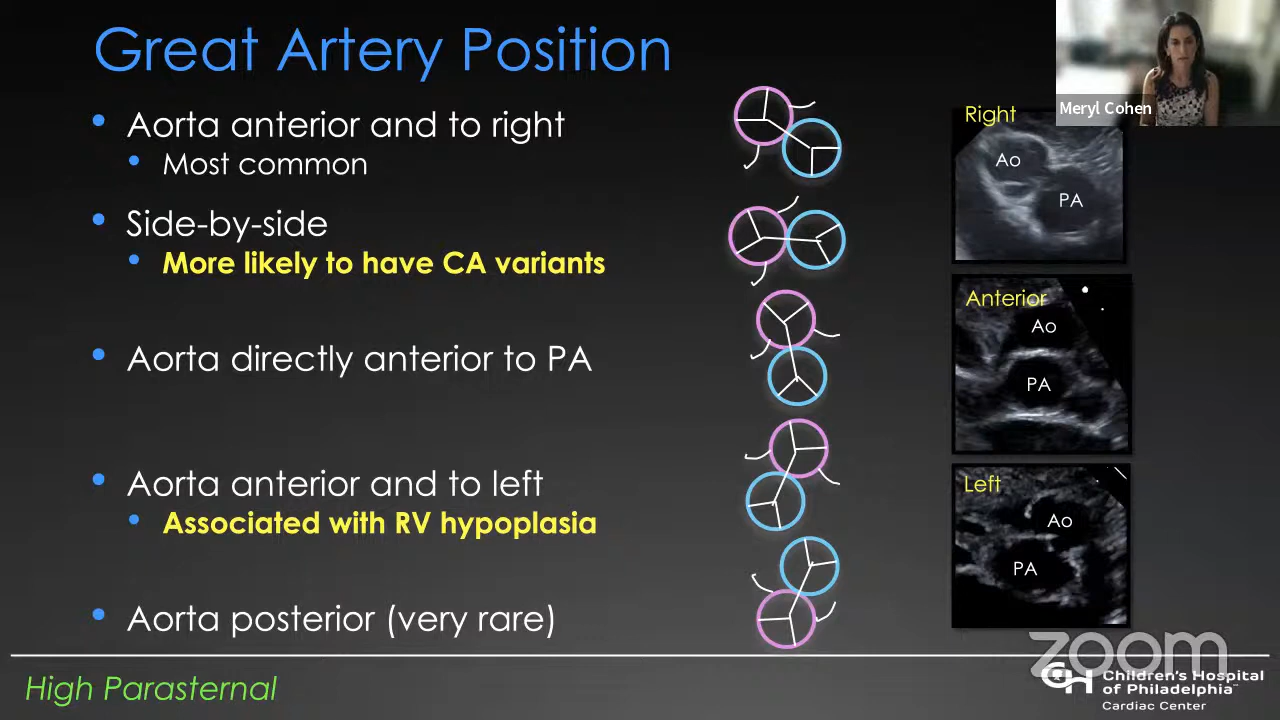 Great Artery Position
Aorta anterior and to right
Most common
Side-by-side
More likely to have CA variants
Aorta directly anterior to PA
Aorta anterior and to left
Associated with RV hypoplasia
Aorta posterior (very rare)
Right
Ao
PA
Anterior
Ao
PA
Left
Ao
PA
Meryl Cohen
High Parasternal
zoom
CH
Children's Hospital
of Philadelphia™
Cardiac Center